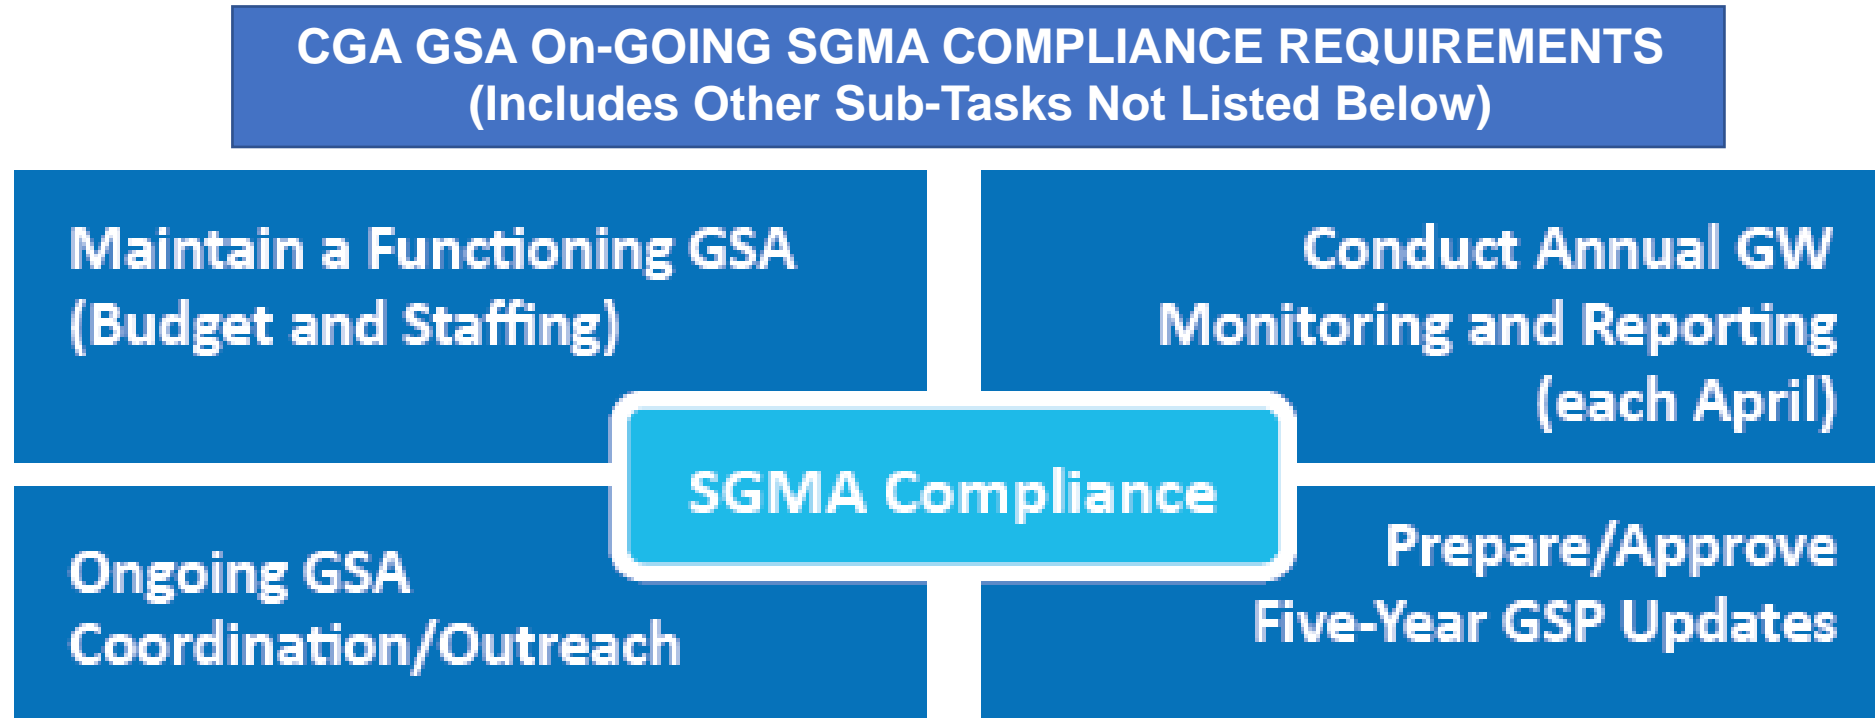 CGA GSA On-GOING SGMA COMPLIANCE REQUIREMENTS
(Includes Other Sub-Tasks Not Listed Below)
Maintain a Functioning GSA
(Budget and Staffing)
Conduct Annual GW
Monitoring and Reporting
(each April)
SGMA Compliance
Ongoing GSA
Coordination/Outreach
Prepare/Approve
Five-Year GSP Updates